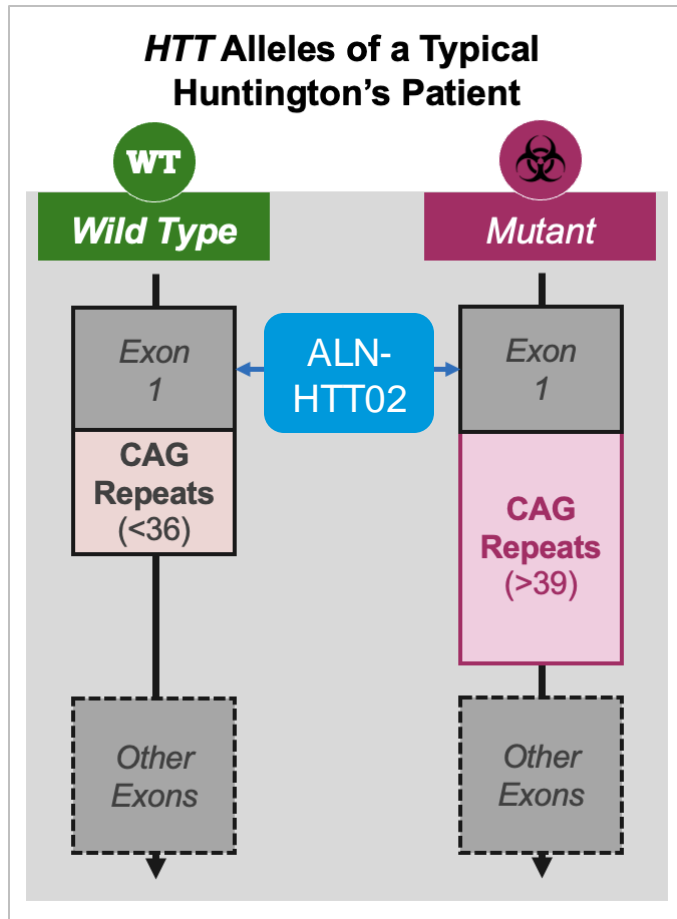 HTT Alleles of a Typical
Huntington's Patient
WT
Wild Type
Mutant
Exon
1
ALN-
HTT02
Exon
1
CAG
Repeats
(<36)
CAG
Repeats
(>39)
Other
Exons
Other
Exons